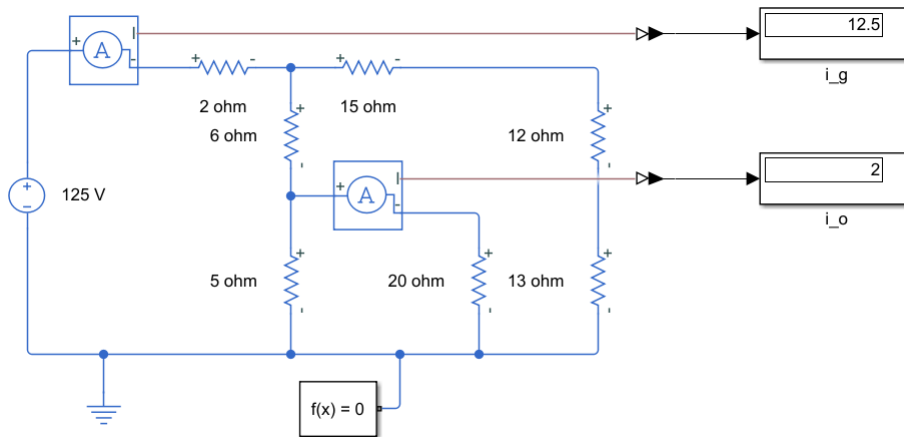 12.5
i_g
A
2 ohm
15 ohm
6 ohm
12 ohm
2
i_o
A
125 V
5 ohm
20 ohm
13 ohm
f(x) = 0